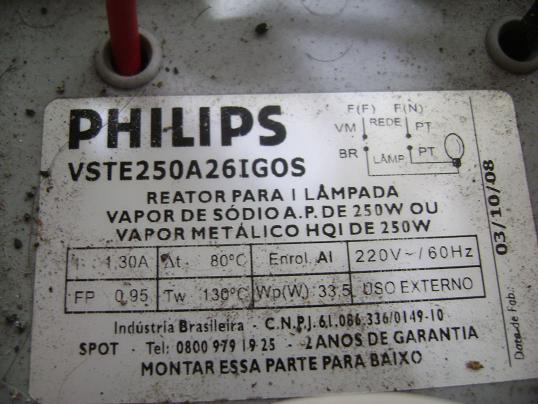 PHILIPS
VSTE250A26IGOS
F(F) F(N)
VM REDE PT
BR LÂMP PT
REATOR PARA 1 LÂMPADA
VAPOR DE SÓDIO A.P. DE 250W OU
VAPOR METÁLICO HQI DE 250W
I 1.30A Δt 80ºC Enrol. Al 220V~/60Hz
FP 0.95 Tw 130ºC Wp(W) 33.5 USO EXTERNO
Indústria Brasileira - C.N.P.J. 61.086.336/0149-10
SPOT - Tel: 0800 979 19 25 - 2 ANOS DE GARANTIA
MONTAR ESSA PARTE PARA BAIXO
Data de Fab.: 03/10/08